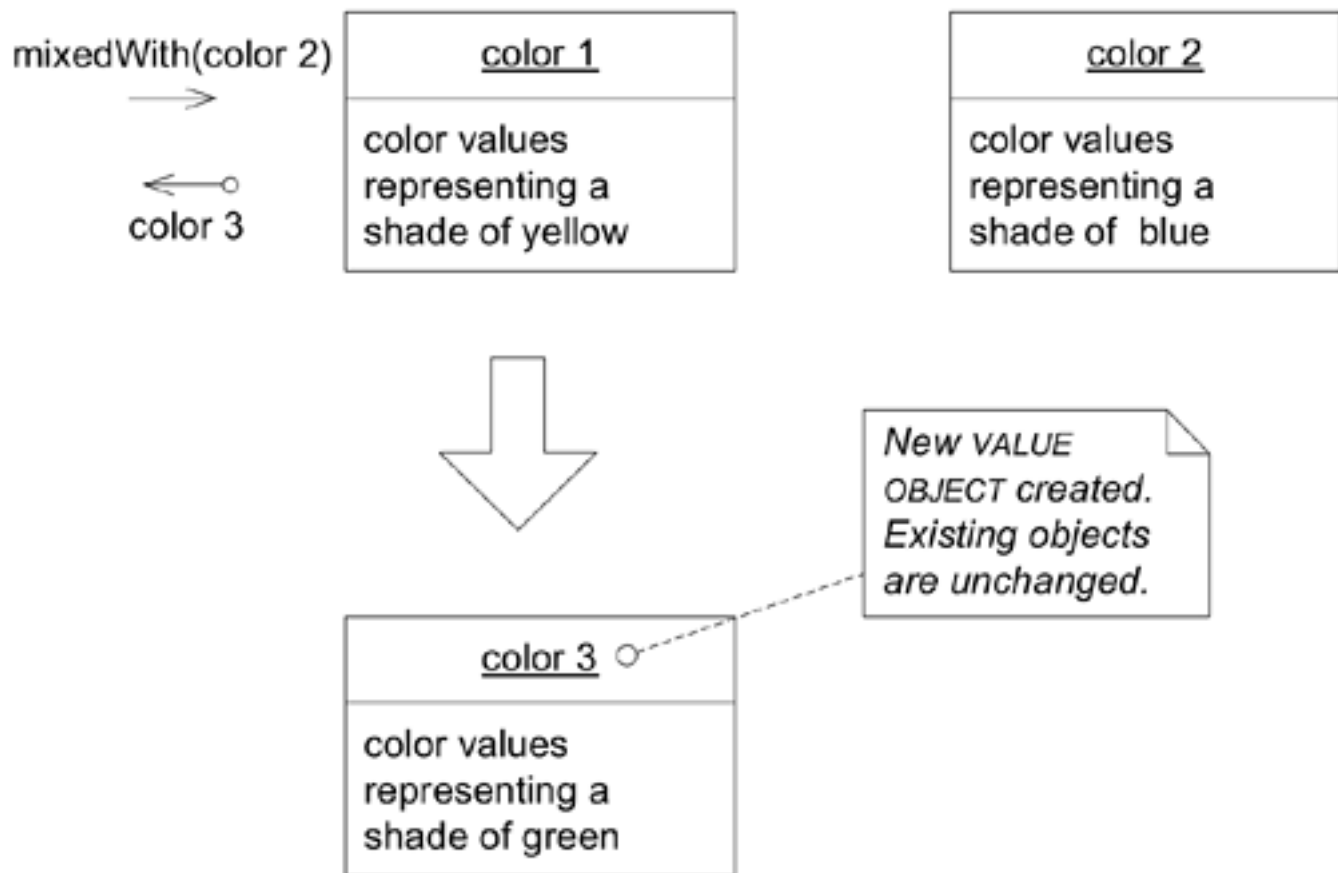 mixedWith(color 2)
color 3
color 1
color values
representing a
shade of yellow
color 2
color values
representing a
shade of  blue
New VALUE
OBJECT created.
Existing objects
are unchanged.
color 3
color values
representing a
shade of green